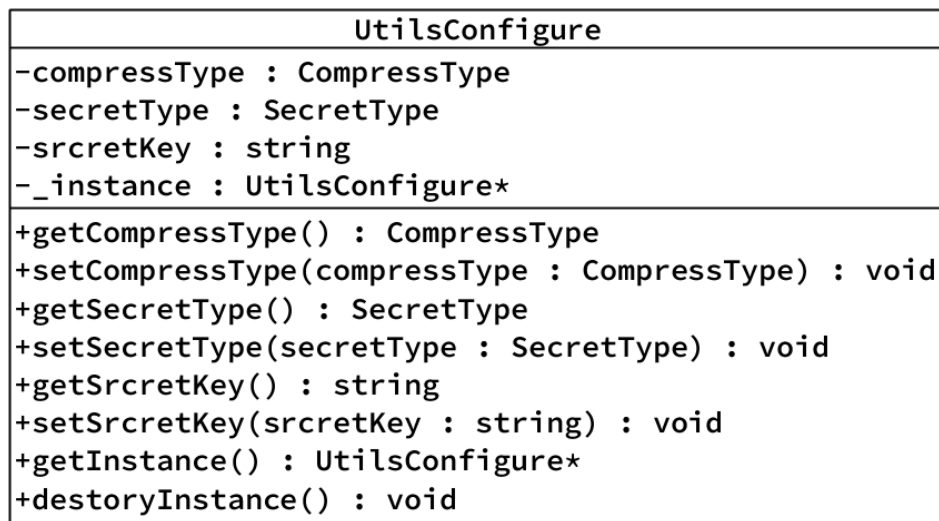 UtilsConfigure
-compressType : CompressType
-secretType : SecretType
-srcretKey : string
-_instance : UtilsConfigure*
+getCompressType() : CompressType
+setCompressType(compressType : CompressType) : void
+getSecretType() : SecretType
+setSecretType(secretType : SecretType) : void
+getSrcretKey() : string
+setSrcretKey(srcretKey : string) : void
+getInstance() : UtilsConfigure*
+destoryInstance() : void